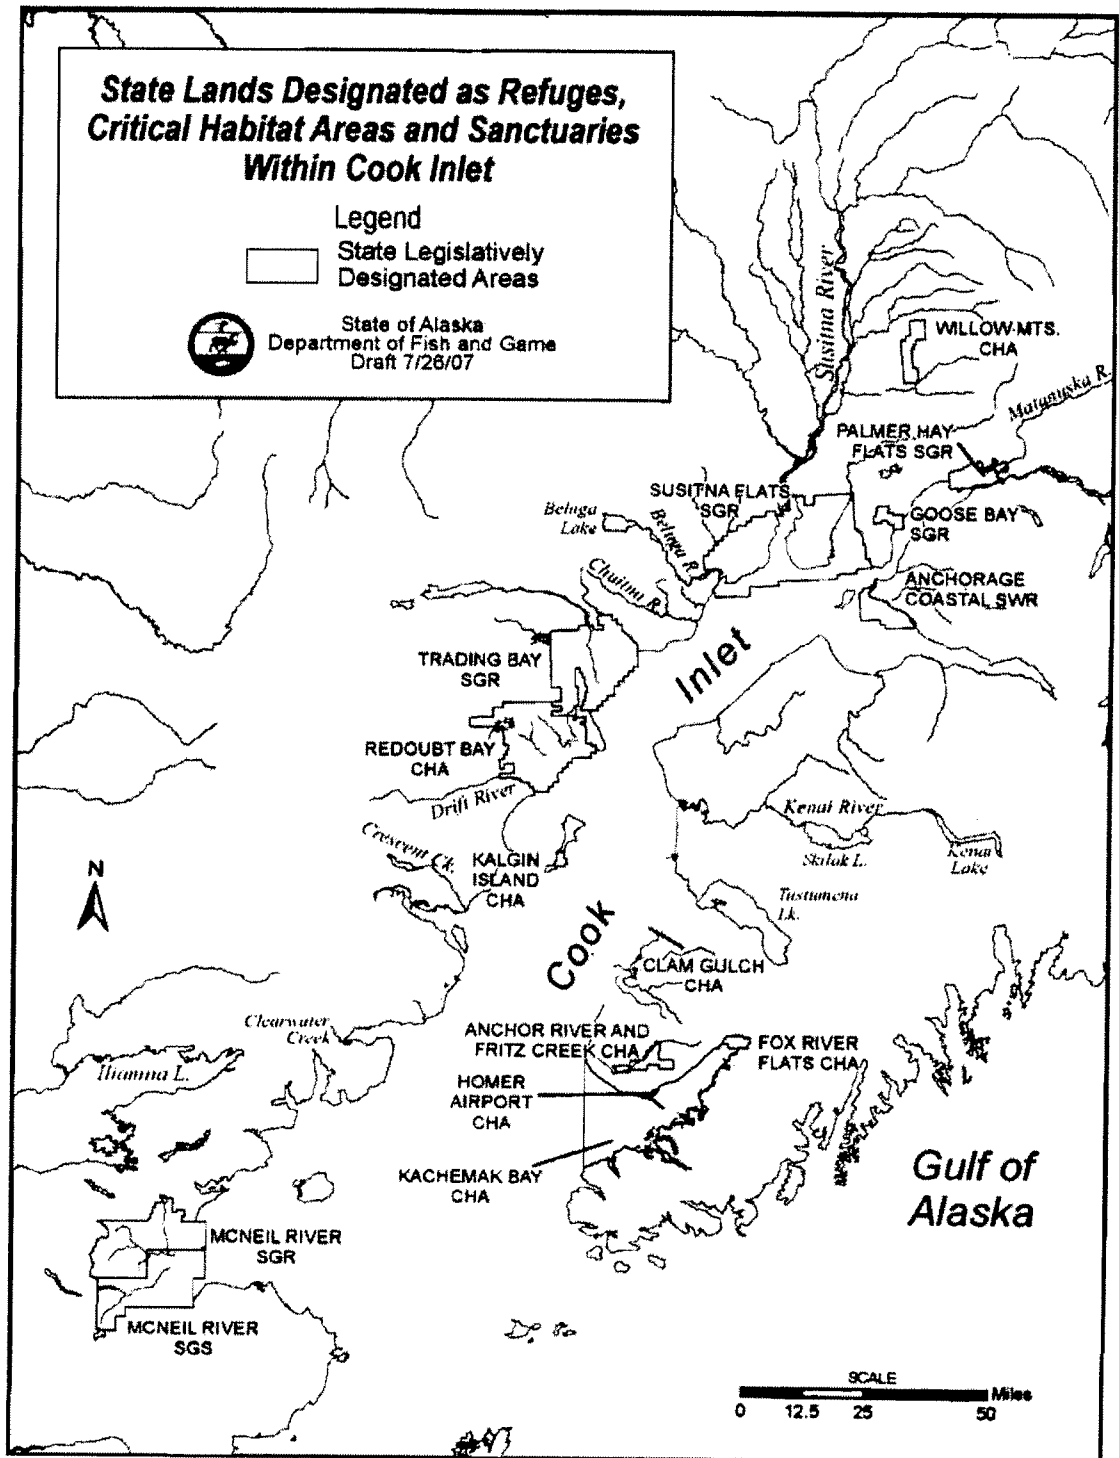 State Lands Designated as Refuges,
Critical Habitat Areas and Sanctuaries
Within Cook Inlet
Legend
State Legislatively
Designated Areas
State of Alaska
Department of Fish and Game
Draft 7/26/07
Susitna River
WILLOW MTS.
CHA
Matanuska R.
PALMER HAY
FLATS SGR
SUSITNA FLATS
SGR
Beluga
Lake
Beluga R.
GOOSE BAY
SGR
Chuitna R.
ANCHORAGE
COASTAL SWR
Inlet
TRADING BAY
SGR
REDOUBT BAY
CHA
Drift River
Kenai River
Skilak L.
Kenai
Lake
Crescent Ck.
KALGIN
ISLAND
CHA
N
Tustumena
Lk.
Cook
CLAM GULCH
CHA
Clearwater
Creek
ANCHOR RIVER AND
FRITZ CREEK CHA
FOX RIVER
FLATS CHA
Iliamna L.
HOMER
AIRPORT
CHA
KACHEMAK BAY
CHA
Gulf of
Alaska
MCNEIL RIVER
SGR
MCNEIL RIVER
SGS
SCALE
Miles
0 12.5 25 50